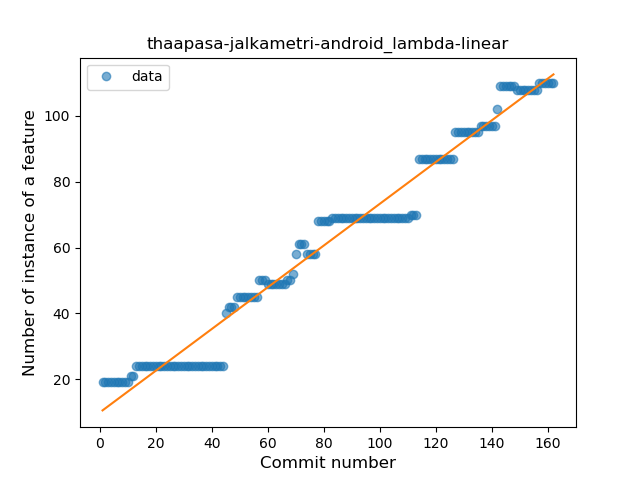 thaapasa-jalkametri-android_lambda-linear
data
Number of instance of a feature
100
80
60
40
20
0 20 40 60 80 100 120 140 160
Commit number